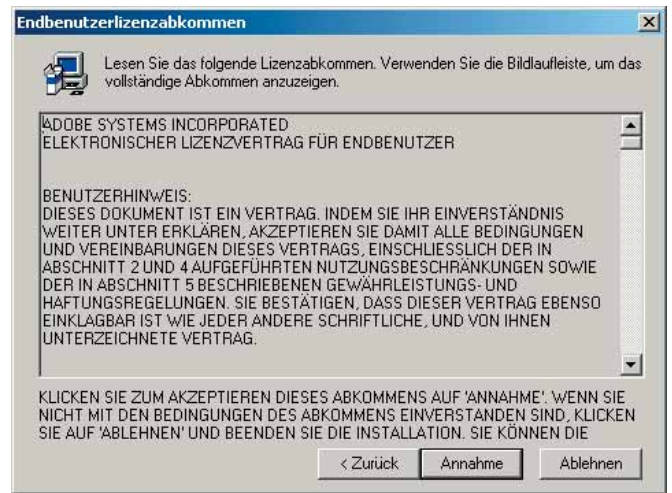 Endbenutzerlizenzabkommen
Lesen Sie das folgende Lizenzabkommen. Verwenden Sie die Bildlaufleiste, um das
vollständige Abkommen anzuzeigen.
ADOBE SYSTEMS INCORPORATED
ELEKTRONISCHER LIZENZVERTRAG FÜR ENDBENUTZER
BENUTZERHINWEIS:
DIESES DOKUMENT IST EIN VERTRAG. INDEM SIE IHR EINVERSTÄNDNIS
WEITER UNTER ERKLÄREN, AKZEPTIEREN SIE DAMIT ALLE BEDINGUNGEN
UND VEREINBARUNGEN DIESES VERTRAGS, EINSCHLIESSLICH DER IN
ABSCHNITT 2 UND 4 AUFGEFÜHRTEN NUTZUNGSBESCHRÄNKUNGEN SOWIE
DER IN ABSCHNITT 5 BESCHRIEBENEN GEWÄHRLEISTUNGS- UND
HAFTUNGSREGELUNGEN. SIE BESTÄTIGEN, DASS DIESER VERTRAG EBENSO
EINKLAGBAR IST WIE JEDER ANDERE SCHRIFTLICHE, UND VON IHNEN
UNTERZEICHNETE VERTRAG.
KLICKEN SIE ZUM AKZEPTIEREN DIESES ABKOMMENS AUF 'ANNAHME'. WENN SIE
NICHT MIT DEN BEDINGUNGEN DES ABKOMMENS EINVERSTANDEN SIND, KLICKEN
SIE AUF 'ABLEHNEN' UND BEENDEN SIE DIE INSTALLATION. SIE KÖNNEN DIE
< Zurück Annahme Ablehnen